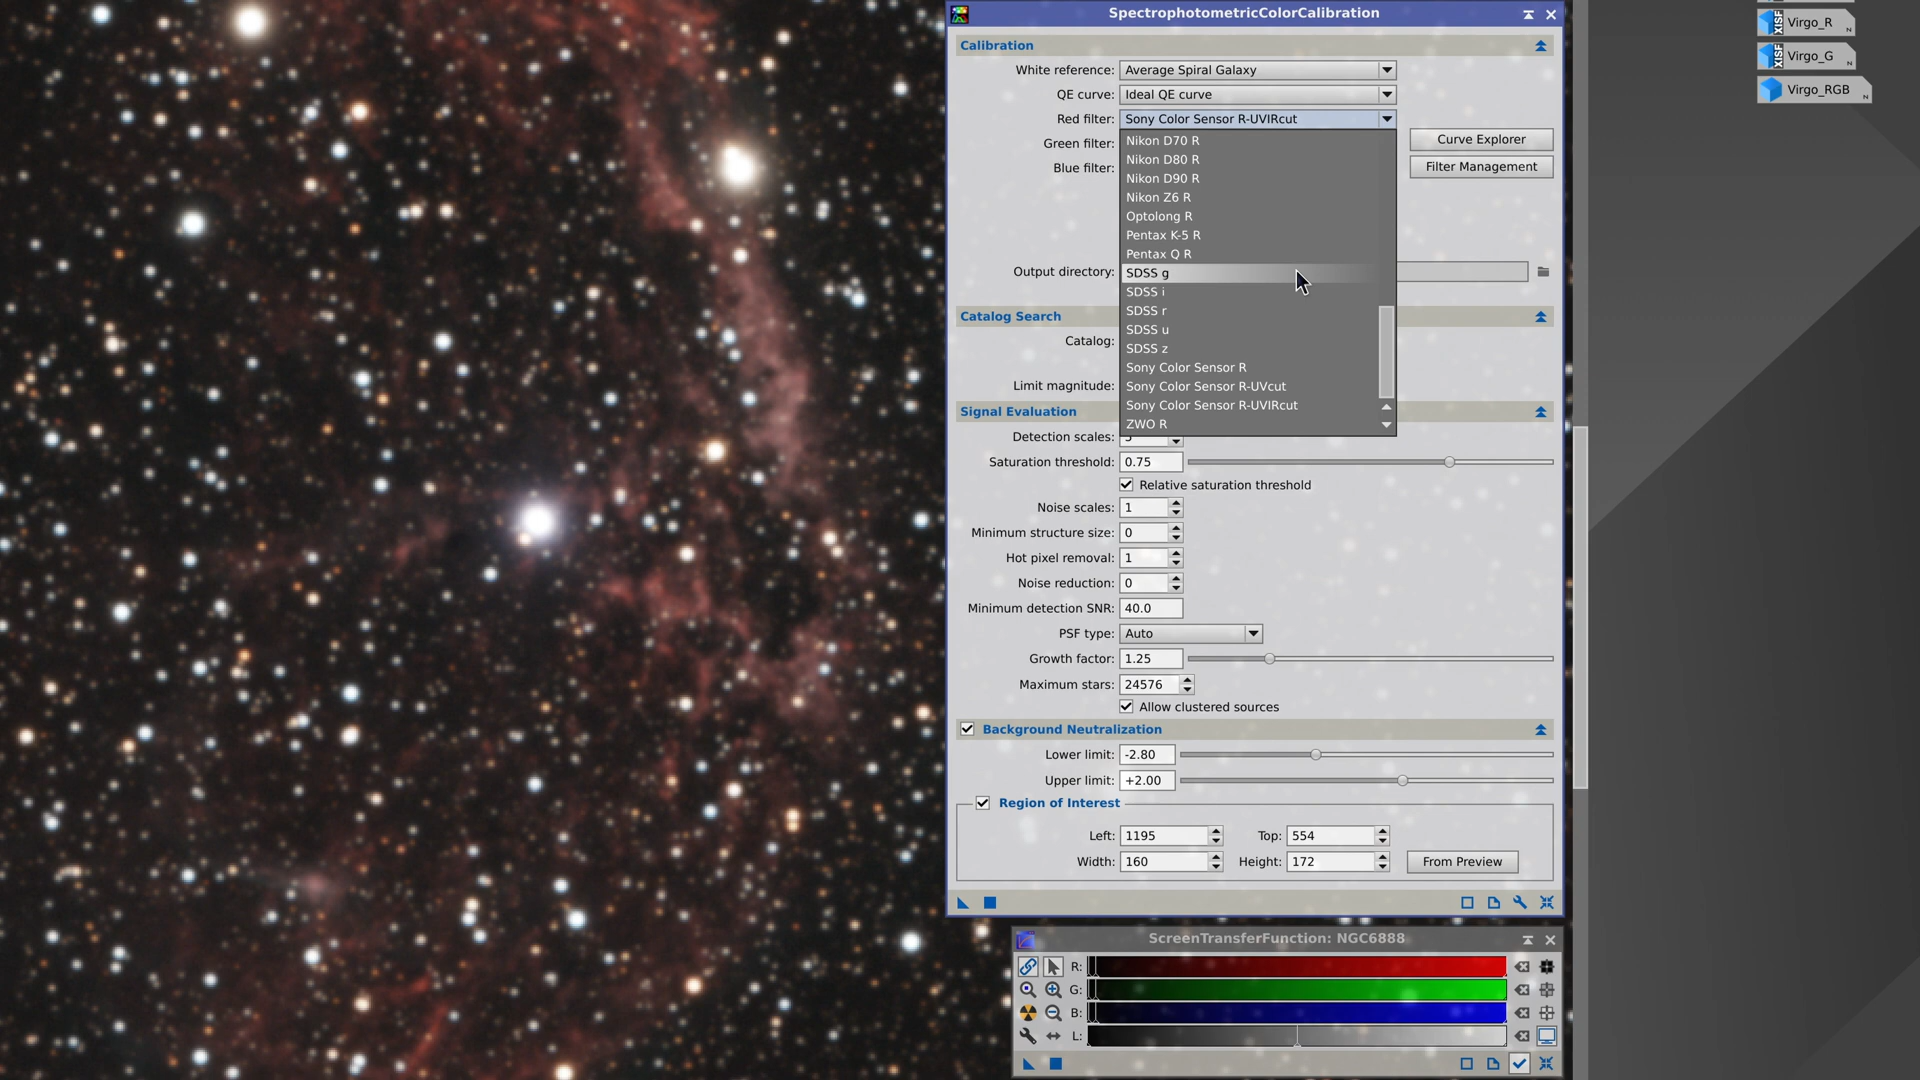 SpectrophotometricColorCalibration
Calibration
White reference: Average Spiral Galaxy
QE curve: Ideal QE curve
Red filter: Sony Color Sensor R-UVIRcut
Green filter:
Blue filter:
Curve Explorer
Filter Management
Nikon D70 R
Nikon D80 R
Nikon D90 R
Nikon Z6 R
Optolong R
Pentax K-5 R
Pentax Q R
SDSS g
SDSS i
SDSS r
SDSS u
SDSS z
Sony Color Sensor R
Sony Color Sensor R-UVcut
Sony Color Sensor R-UVIRcut
ZWO R
Output directory:
Catalog Search
Catalog:
Limit magnitude:
Signal Evaluation
Detection scales: 5
Saturation threshold: 0.75
Relative saturation threshold
Noise scales: 1
Minimum structure size: 0
Hot pixel removal: 1
Noise reduction: 0
Minimum detection SNR: 40.0
PSF type: Auto
Growth factor: 1.25
Maximum stars: 24576
Allow clustered sources
Background Neutralization
Lower limit: -2.80
Upper limit: +2.00
Region of Interest
Left: 1195 Top: 554
Width: 160 Height: 172 From Preview
ScreenTransferFunction: NGC6888
R:
G:
B:
L:
XISF Virgo_R N
XISF Virgo_G N
Virgo_RGB N